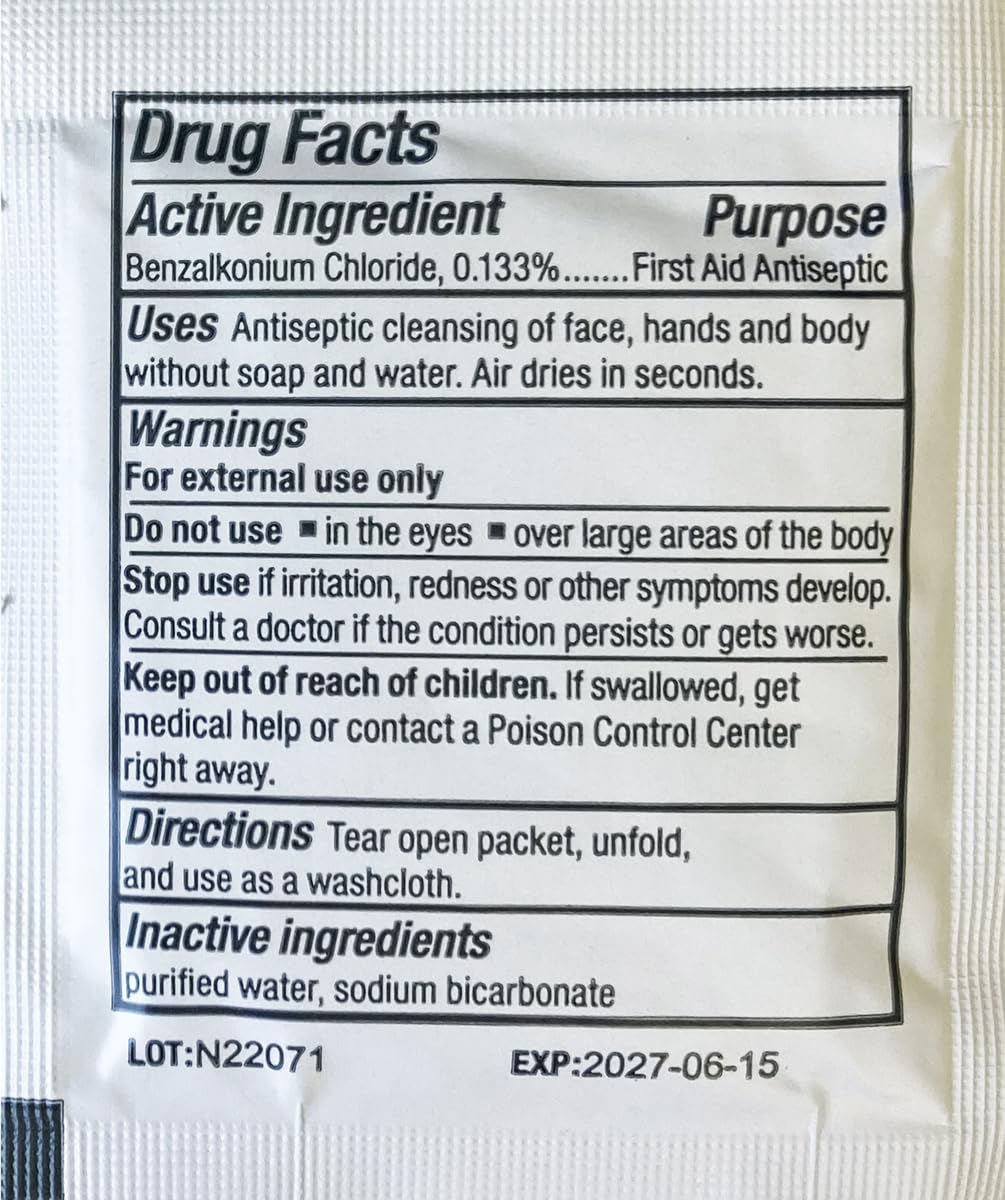 Drug Facts
Active Ingredient Purpose
Benzalkonium Chloride, 0.133%.......First Aid Antiseptic
Uses Antiseptic cleansing of face, hands and body
without soap and water. Air dries in seconds.
Warnings
For external use only
Do not use ■ in the eyes ■ over large areas of the body
Stop use if irritation, redness or other symptoms develop.
Consult a doctor if the condition persists or gets worse.
Keep out of reach of children. If swallowed, get
medical help or contact a Poison Control Center
right away.
Directions Tear open packet, unfold,
and use as a washcloth.
Inactive ingredients
purified water, sodium bicarbonate
LOT:N22071 EXP:2027-06-15